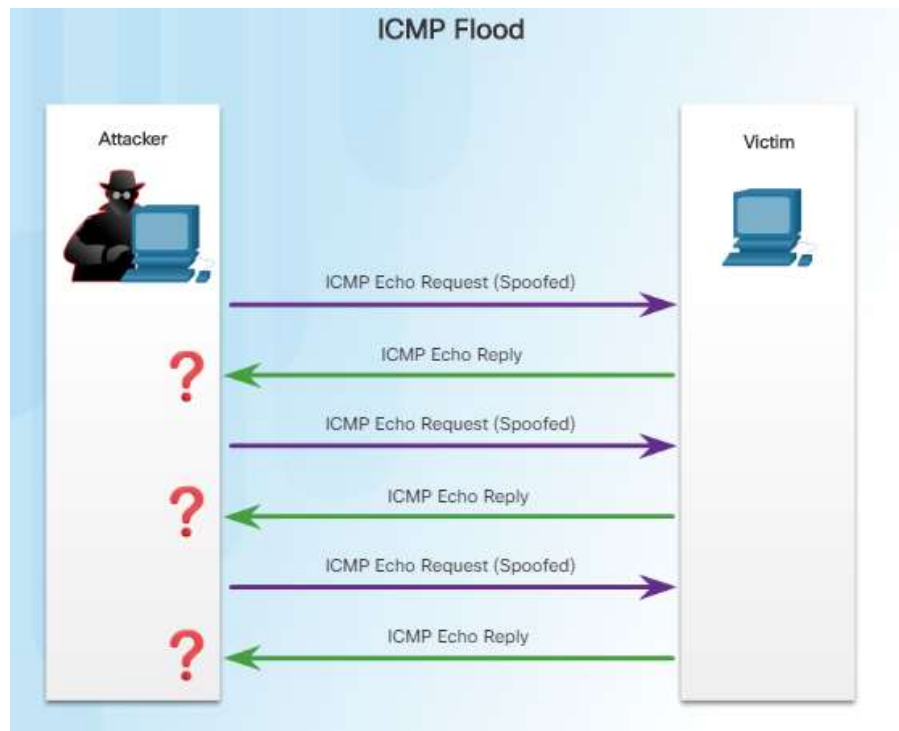 ICMP Flood
Attacker
Victim
ICMP Echo Request (Spoofed)
?
ICMP Echo Reply
ICMP Echo Request (Spoofed)
?
ICMP Echo Reply
ICMP Echo Request (Spoofed)
?
ICMP Echo Reply